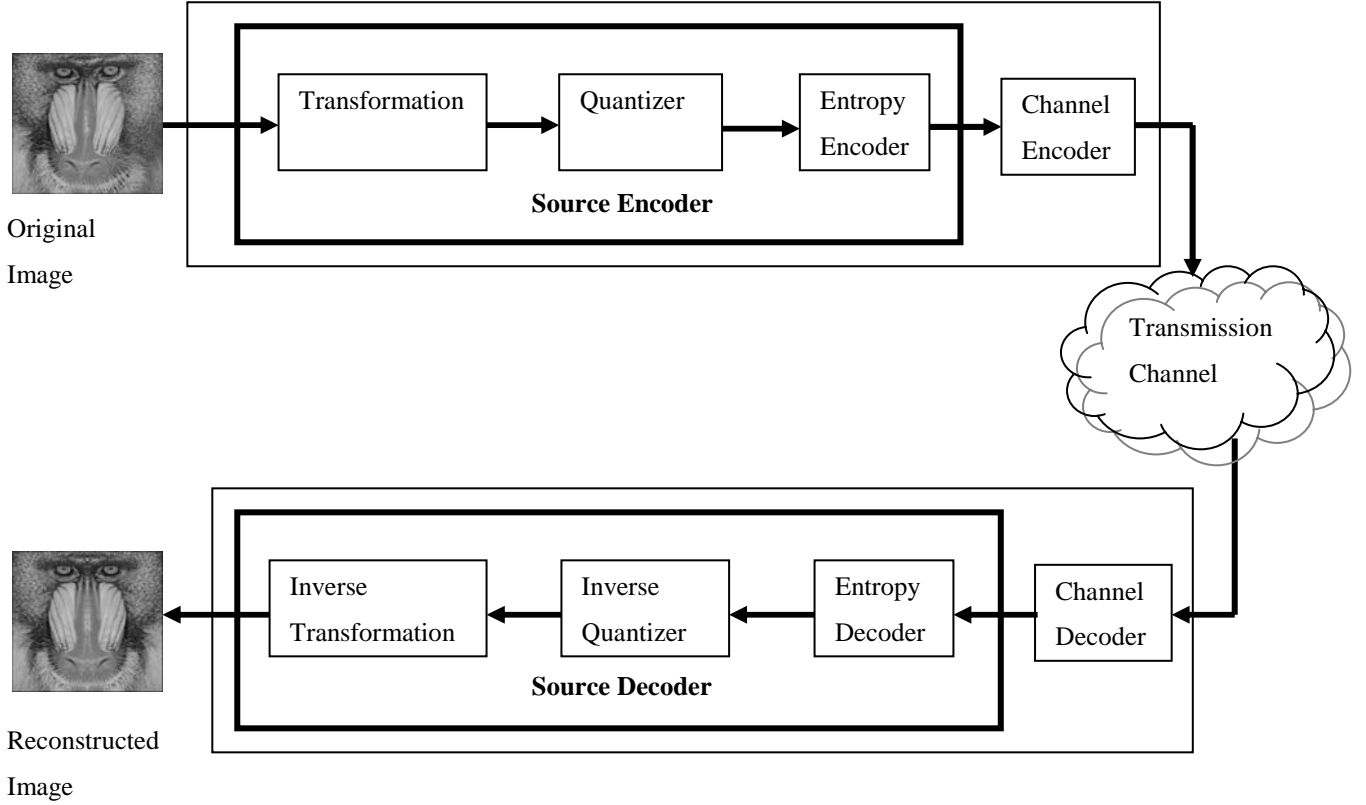 Transformation
Quantizer
Entropy
Encoder
Channel
Encoder
Source Encoder
Original
Image
Transmission
Channel
Inverse
Transformation
Inverse
Quantizer
Entropy
Decoder
Channel
Decoder
Source Decoder
Reconstructed
Image